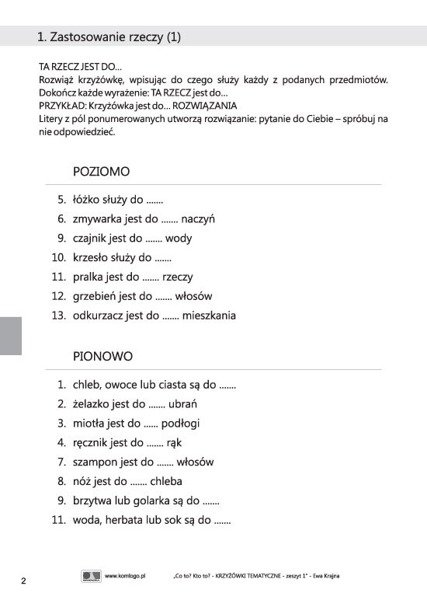 1. Zastosowanie rzeczy (1)
TA RZECZ JEST DO...
Rozwiąż krzyżówkę, wpisując do czego służy każdy z podanych przedmiotów.
Dokończ każde wyrażenie: TA RZECZ jest do...
PRZYKŁAD: Krzyżówka jest do... ROZWIĄZANIA
Litery z pól ponumerowanych utworzą rozwiązanie: pytanie do Ciebie – spróbuj na
nie odpowiedzieć.
POZIOMO
5. łóżko służy do .......
6. zmywarka jest do ....... naczyń
9. czajnik jest do ....... wody
10. krzesło służy do .......
11. pralka jest do ....... rzeczy
12. grzebień jest do ....... włosów
13. odkurzacz jest do ....... mieszkania
PIONOWO
1. chleb, owoce lub ciasta są do .......
2. żelazko jest do ....... ubrań
3. miotła jest do ...... podłogi
4. ręcznik jest do ....... rąk
7. szampon jest do ....... włosów
8. nóż jest do ....... chleba
9. brzytwa lub golarka są do .......
11. woda, herbata lub sok są do .......
2 www.komlogo.pl „Co to? Kto to? - KRZYŻÓWKI TEMATYCZNE - zeszyt 1" - Ewa Krajna